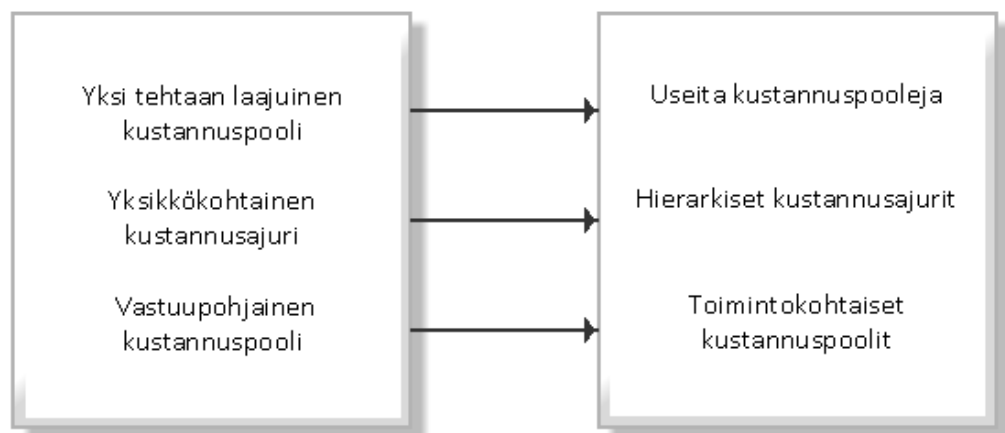 Yksi tehtaan laajuinen
kustannuspooli
Yksikkökohtainen
kustannusajuri
Vastuupohjainen
kustannuspooli
Useita kustannuspooleja
Hierarkiset kustannusajurit
Toimintokohtaiset
kustannuspoolit